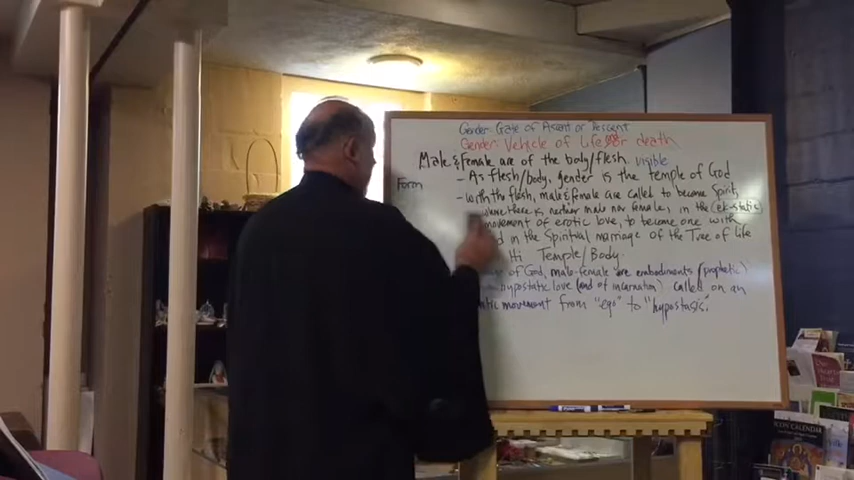 Gender: Gate of Ascent or Descent
Gender: Vehicle of Life or death
Male & Female are of the body/flesh.
Form
- As flesh/body, gender is the visible temple of God
- with the flesh, male & female are called to become Spirit,
where there is neither male nor female, in the (ek-static)
movement of erotic love, to become one with
in the Spiritual marriage of the Tree of Life
Temple/Body
of God, male-female are embodiments/prophetic
hypostatic love (end of incarnation) called on an
movement from "ego" to "hypostasis".
ICON CALENDAR